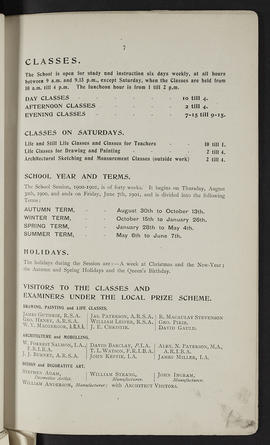 7
CLASSES.
The School is open for study and instruction six days weekly, at all hours
between 9 a.m. and 9.15 p.m., except Saturday, when the Classes are held from
10 a.m. till 4 p.m. The luncheon hour is from 1 till 2 p.m.
DAY CLASSES 10 till 4.
AFTERNOON CLASSES 2 till 4.
EVENING CLASSES 7-15 till 9-15.
CLASSES ON SATURDAYS.
Life and Still Life Classes and Classes for Teachers 10 till 1.
Life Classes for Drawing and Painting 2 till 4.
Architectural Sketching and Measurement Classes (outside work) 2 till 4.
SCHOOL YEAR AND TERMS.
The School Session, 1900-1901, is of forty weeks. It begins on Thursday, August
30th, 1900, and ends on Friday, June 7th, 1901, and is divided into the following
Terms:
AUTUMN TERM, August 30th to October 13th.
WINTER TERM, October 15th to January 26th.
SPRING TERM, January 28th to May 4th.
SUMMER TERM, May 6th to June 7th.
HOLIDAYS.
The holidays during the Session are:—A week at Christmas and the New-Year;
the Autumn and Spring Holidays and the Queen's Birthday.
VISITORS TO THE CLASSES AND
EXAMINERS UNDER THE LOCAL PRIZE SCHEME.
DRAWING, PAINTING and LIFE CLASSES.
James Guthrie, R.S.A. Jas. Paterson, A.R.S.A. R. Macaulay Stevenson
Geo. Henry, A.R.S.A. William Lester, R.S.A. Geo. Pirie.
W. Y. Macgregor, A.R.S.A. J. E. Christie. David Gauld.
ARCHITECTURE and MODELLING.
W. Forrest Salmon, I.A., F.R.I.B.A. David Barclay, F.I.A. Alex. N. Paterson, M.A., A.R.I.B.A.
T. L. Watson, F.R.I.B.A.
J. J. Burnet, A.R.S.A. John Keppie, I.A. James Miller, I.A.
DESIGN and DECORATIVE ART.
Stephen Adam, William Strang, John Ingram,
Decorative Artist. Manufacturer. Manufacturer.
William Anderson, Manufacturer; with Architect Visitors.